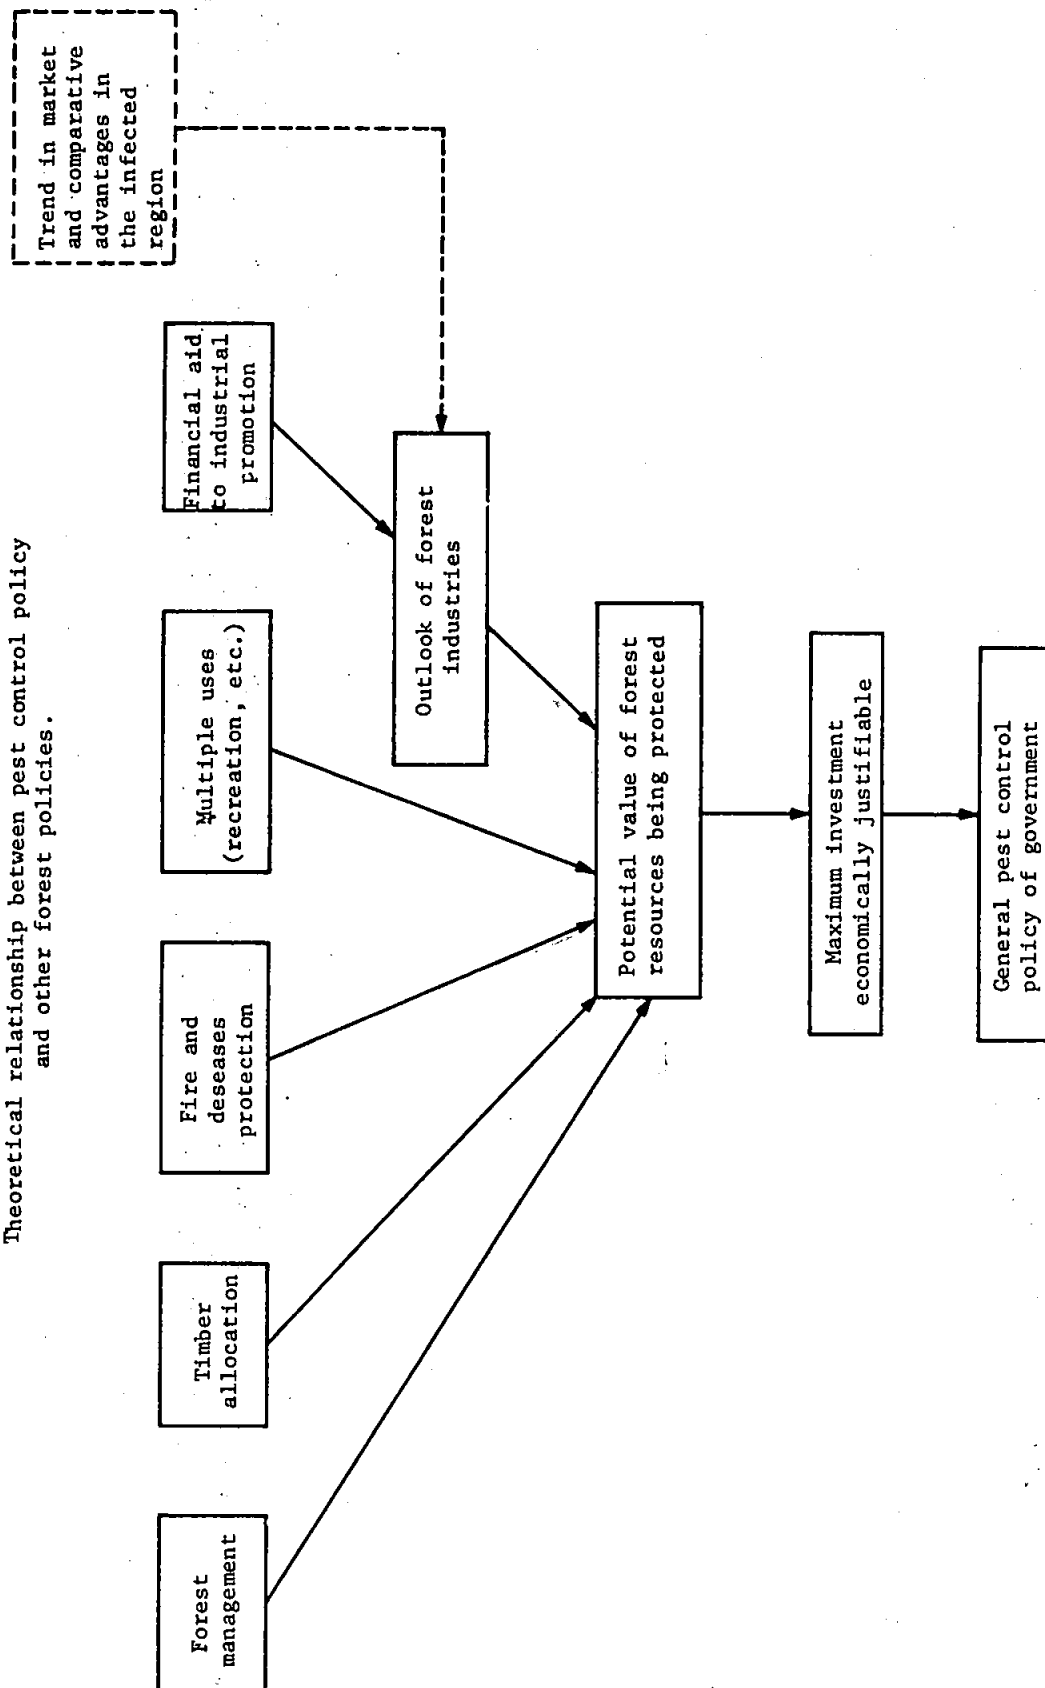 Theoretical relationship between pest control policy
and other forest policies.
Forest
management
Timber
allocation
Fire and
deseases
protection
Multiple uses
(recreation, etc.)
Financial aid
to industrial
promotion
Trend in market
and comparative
advantages in
the infected
region
Outlook of forest
industries
Potential value of forest
resources being protected
Maximum investment
economically justifiable
General pest control
policy of government